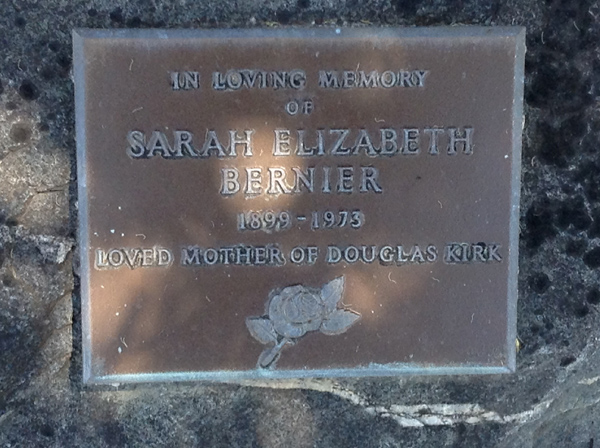 IN LOVING MEMORY
OF
SARAH ELIZABETH
BERNIER
1899-1973
LOVED MOTHER OF DOUGLAS KIRK